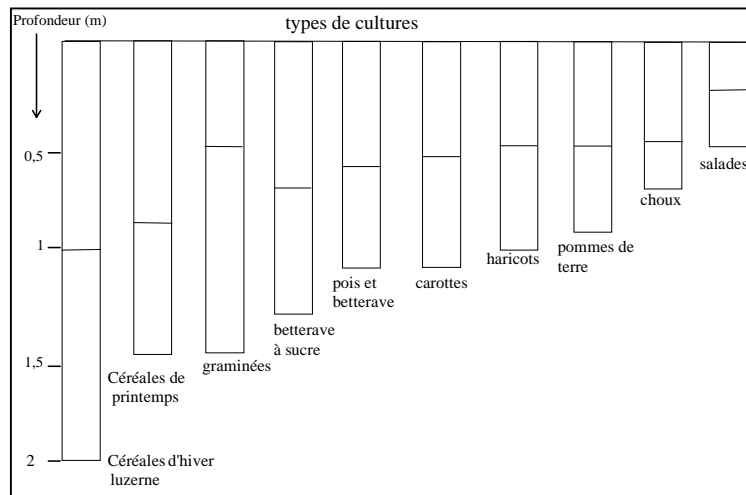 Profondeur (m)
types de cultures
0,5
1
1,5
2
Céréales d'hiver
luzerne
Céréales de
printemps
graminées
betterave
à sucre
pois et
betterave
carottes
haricots
pommes de
terre
choux
salades